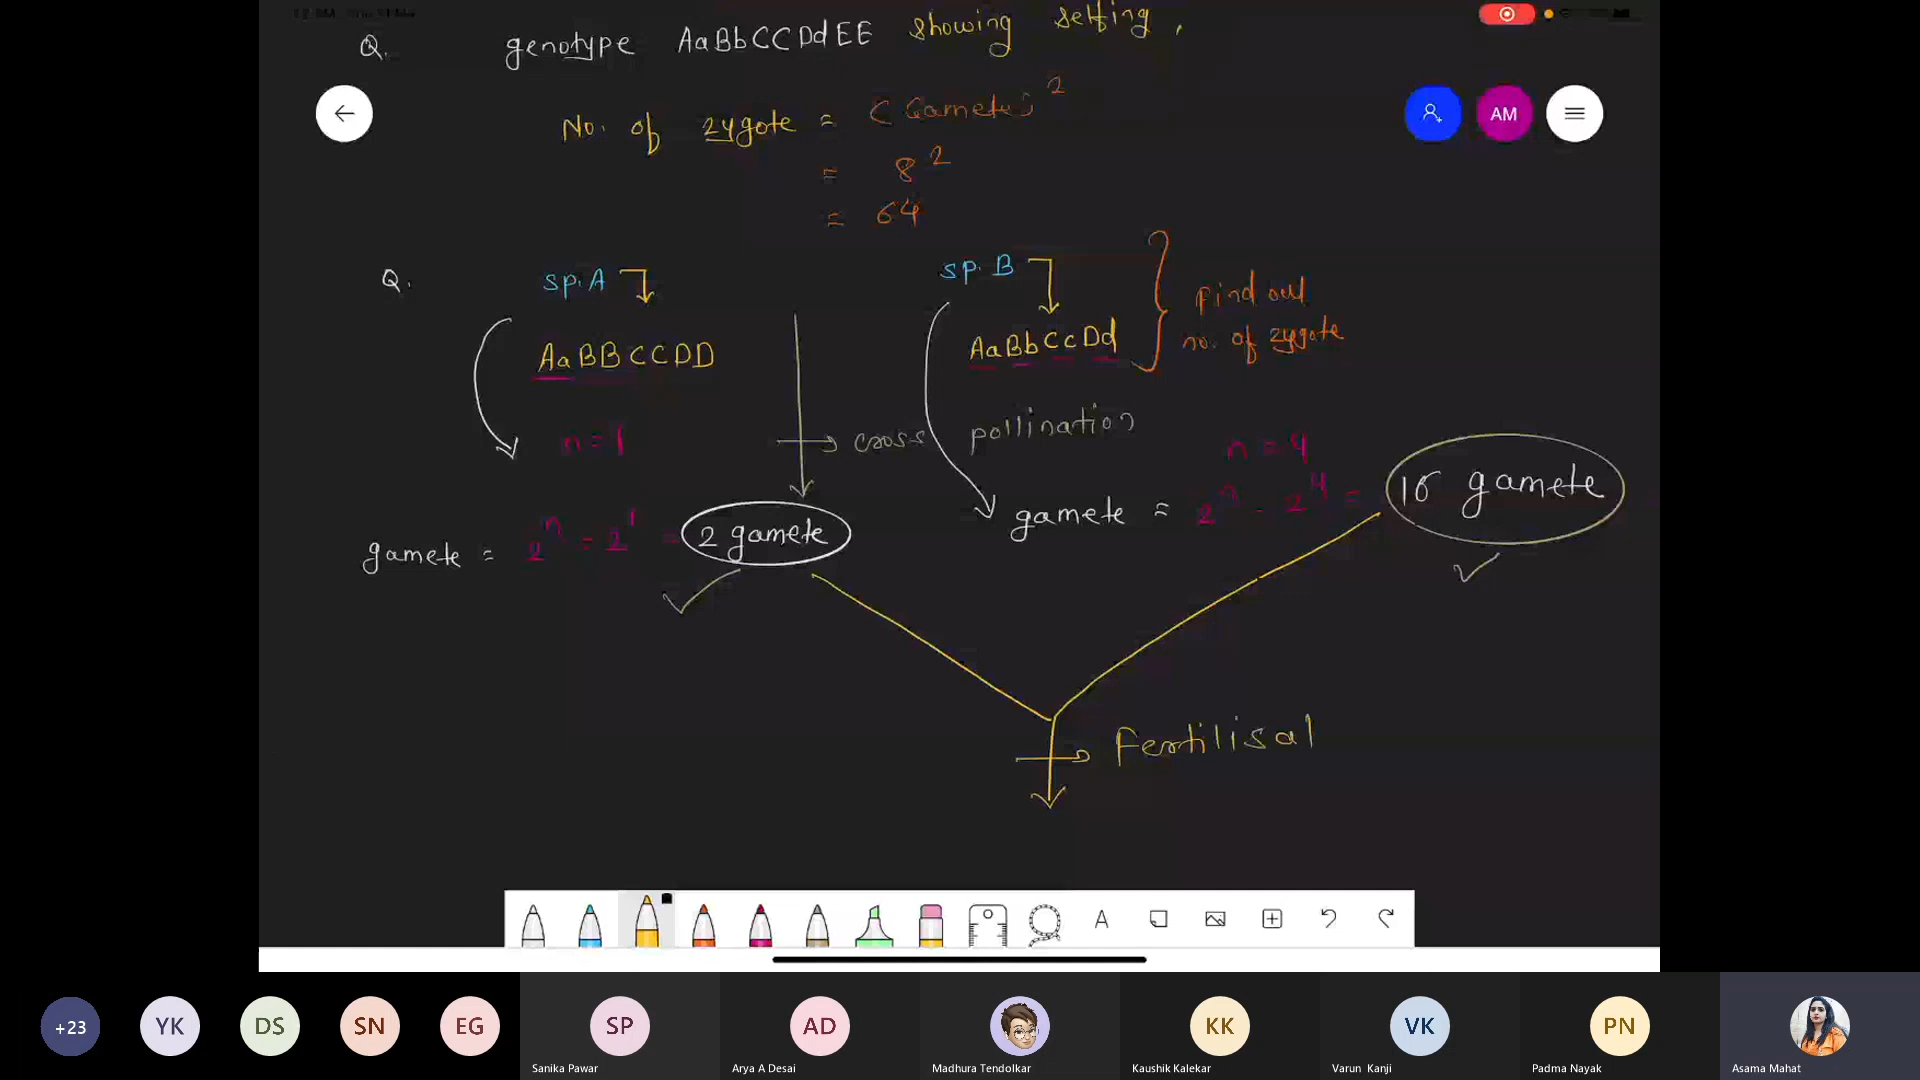 Q. genotype AaBbCCDdEE showing selfing,
No. of zygote = (Gamete)²
= 8²
= 64
Q. sp. A
sp. B
AaBBCCDD
AaBbCcDd
find out
no. of zygote
n = 1
cross pollination
n = 4
gamete = 2ⁿ = 2¹ = 2 gamete
gamete = 2ⁿ = 2⁴ = 16 gamete
Fertilisal
AM
A
+23
YK
DS
SN
EG
SP
AD
KK
VK
PN
Sanika Pawar
Arya A Desai
Madhura Tendolkar
Kaushik Kalekar
Varun Kanji
Padma Nayak
Asama Mahat